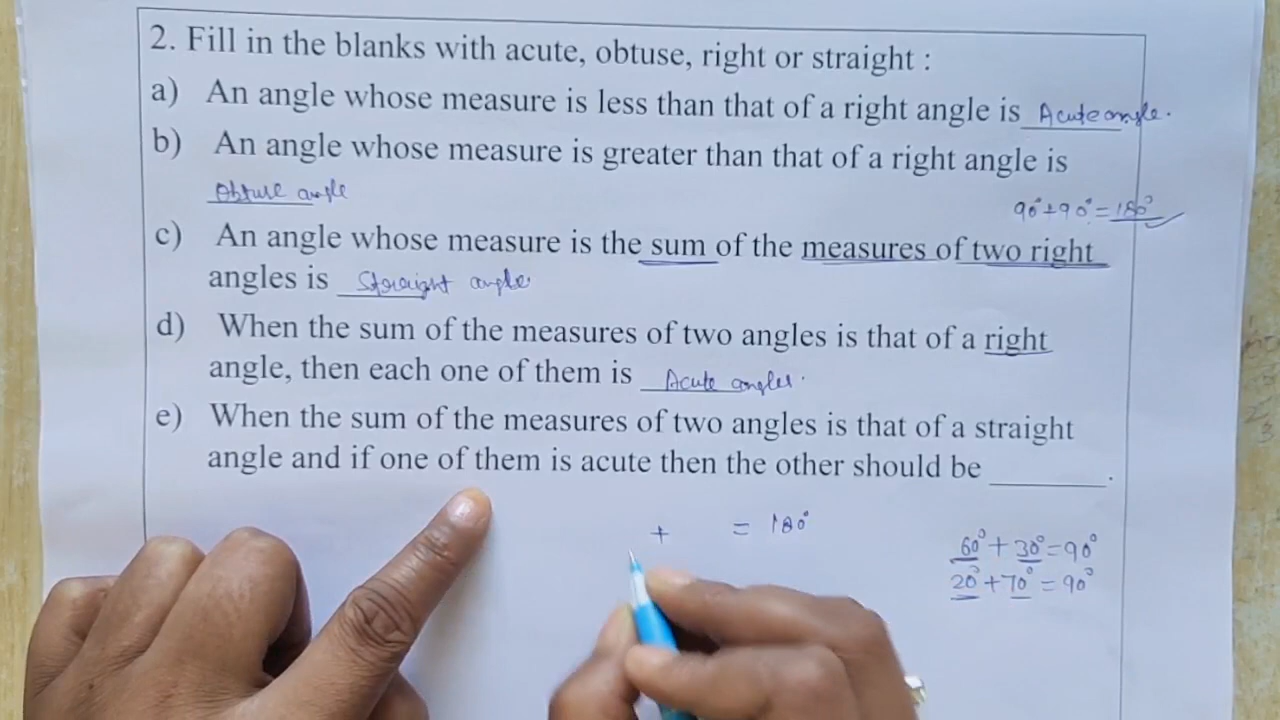 2. Fill in the blanks with acute, obtuse, right or straight :
a) An angle whose measure is less than that of a right angle is Acute angle.
b) An angle whose measure is greater than that of a right angle is
Obtuse angle
90°+90°=180°
c) An angle whose measure is the sum of the measures of two right
angles is Straight angle.
d) When the sum of the measures of two angles is that of a right
angle, then each one of them is Acute angles.
e) When the sum of the measures of two angles is that of a straight
angle and if one of them is acute then the other should be ______.
+ = 180°
60°+30°=90°
20°+70°=90°